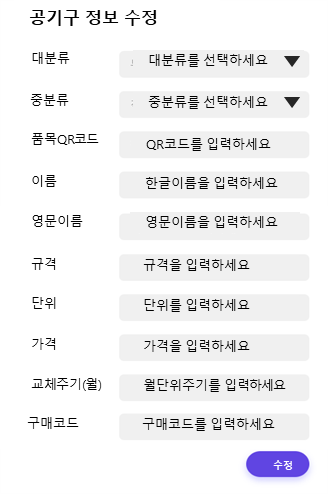 공기구 정보 수정
대분류 대분류를 선택하세요
중분류 중분류를 선택하세요
품목QR코드 QR코드를 입력하세요
이름 한글이름을 입력하세요
영문이름 영문이름을 입력하세요
규격 규격을 입력하세요
단위 단위를 입력하세요
가격 가격을 입력하세요
교체주기(월) 월단위주기를 입력하세요
구매코드 구매코드를 입력하세요
수정